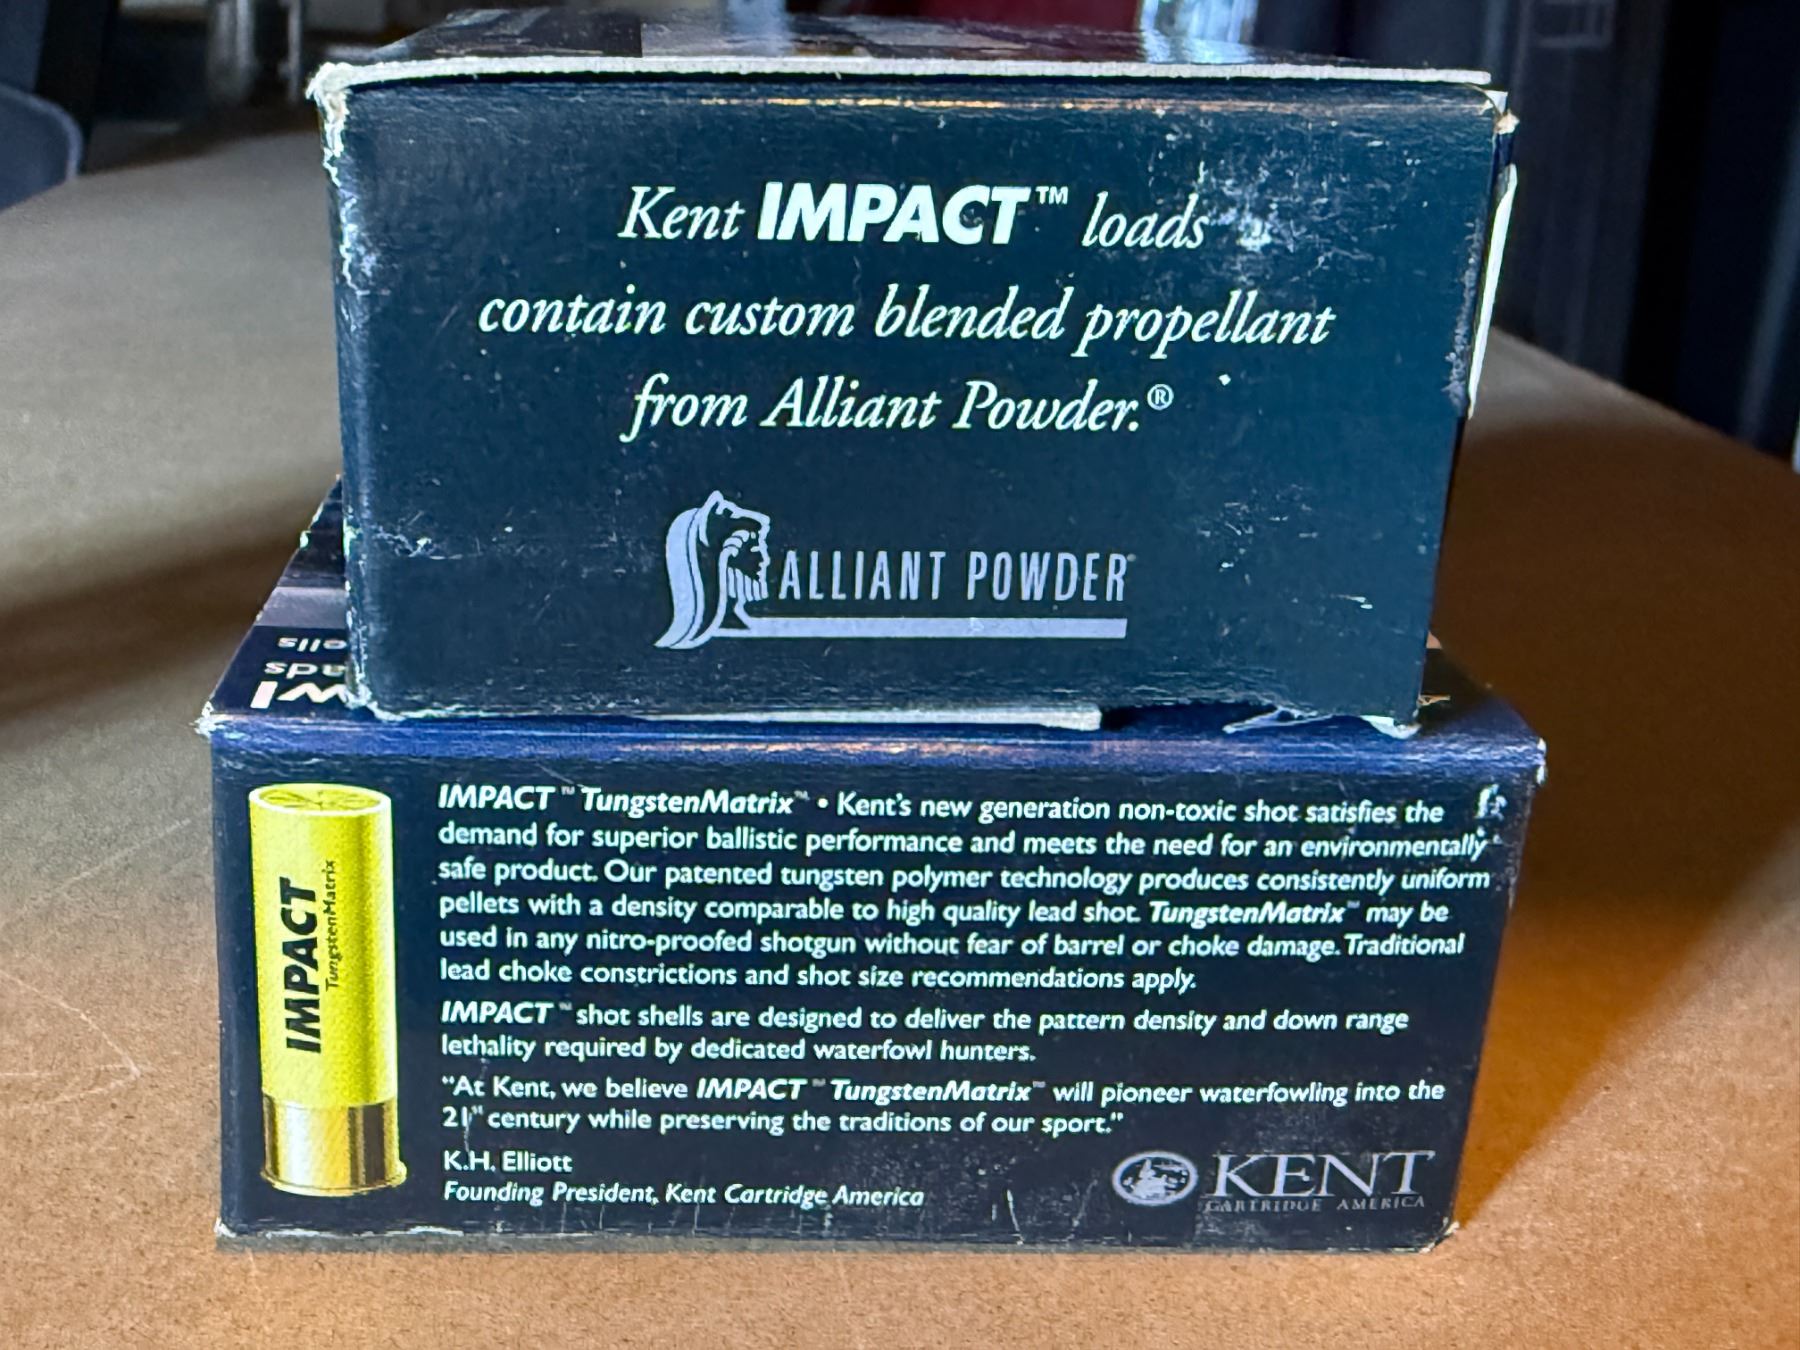 Kent IMPACT™ loads
contain custom blended propellant
from Alliant Powder.®
ALLIANT POWDER
IMPACT
TungstenMatrix
IMPACT™ TungstenMatrix™ • Kent's new generation non-toxic shot satisfies the
demand for superior ballistic performance and meets the need for an environmentally
safe product. Our patented tungsten polymer technology produces consistently uniform
pellets with a density comparable to high quality lead shot. TungstenMatrix™ may be
used in any nitro-proofed shotgun without fear of barrel or choke damage. Traditional
lead choke constrictions and shot size recommendations apply.
IMPACT™ shot shells are designed to deliver the pattern density and down range
lethality required by dedicated waterfowl hunters.
"At Kent, we believe IMPACT™ TungstenMatrix™ will pioneer waterfowling into the
21st century while preserving the traditions of our sport."
K.H. Elliott
Founding President, Kent Cartridge America
KENT
CARTRIDGE AMERICA